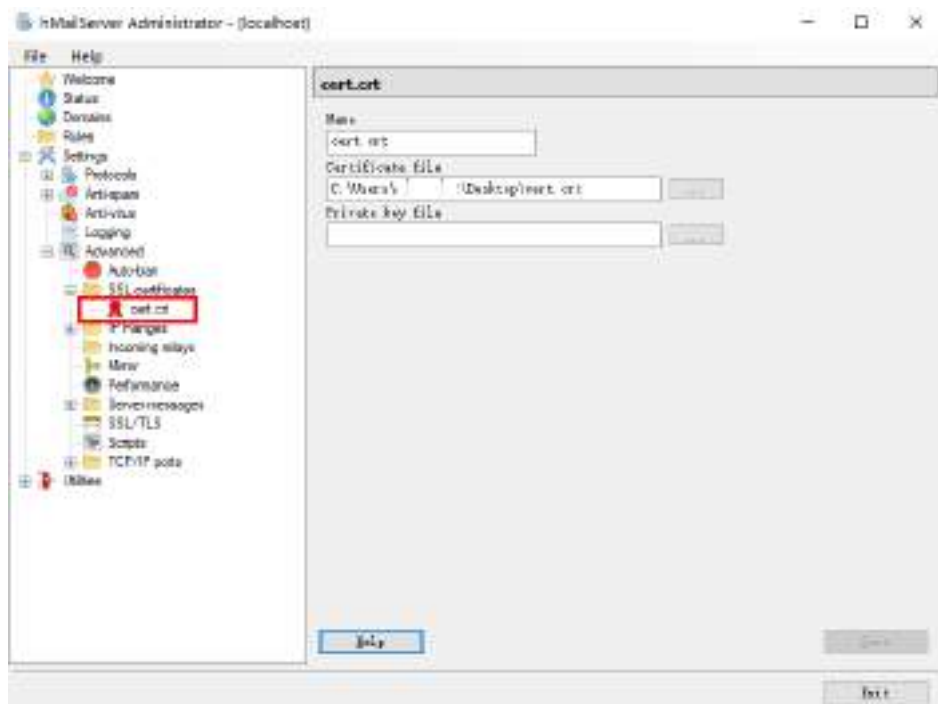 hMailServer Administrator - [localhost]
File Help
Welcome
Status
Domains
Rules
Settings
Protocols
Anti-spam
Anti-virus
Logging
Advanced
Auto-ban
SSL certificates
cert.crt
IP Ranges
Incoming relays
Mirror
Performance
Server messages
SSL/TLS
Scripts
TCP/IP ports
Utilities
cert.crt
Name
cert.crt
Certificate file
C:\Users\ \Desktop\cert.crt
Private key file
...
...
Help
Save
Exit